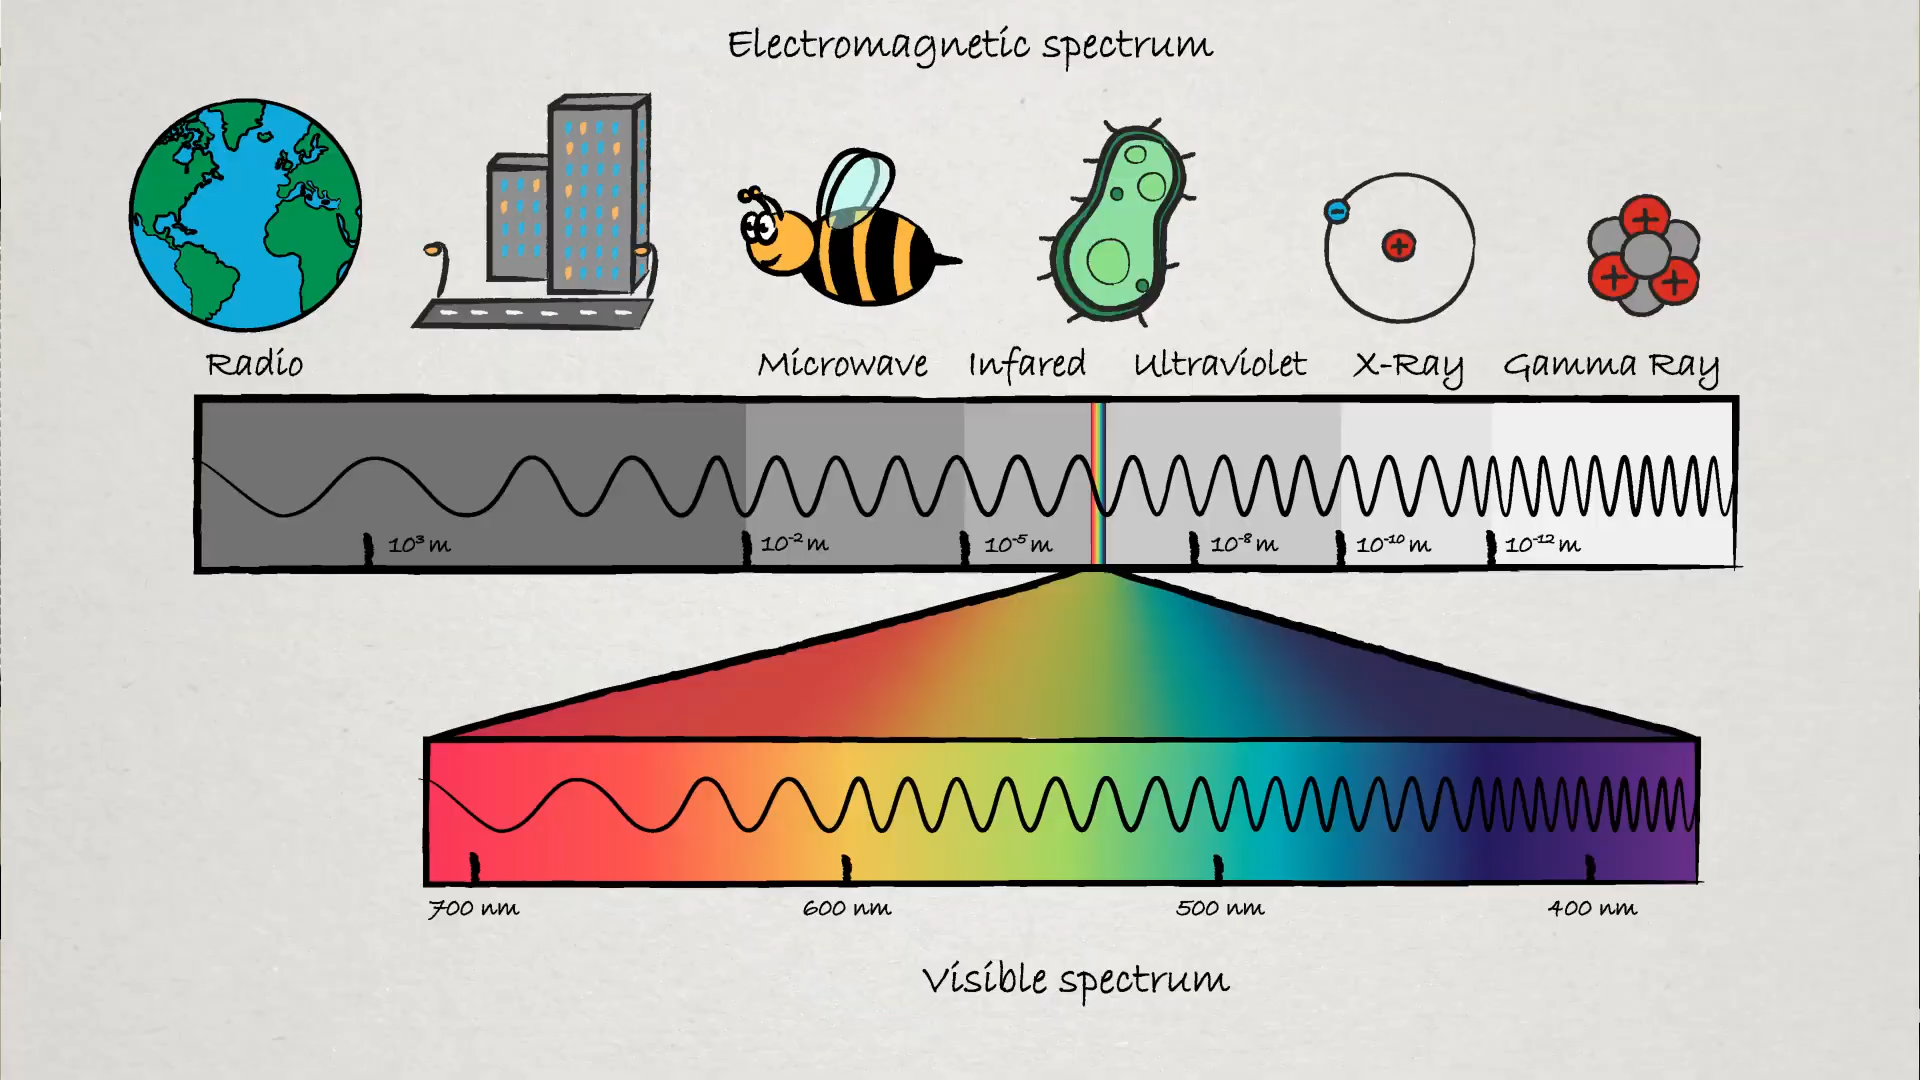 Electromagnetic spectrum
Radio Microwave Infared Ultraviolet X-Ray Gamma Ray
10³ m 10⁻² m 10⁻⁵ m 10⁻⁸ m 10⁻¹⁰ m 10⁻¹² m
700 nm 600 nm 500 nm 400 nm
Visible spectrum